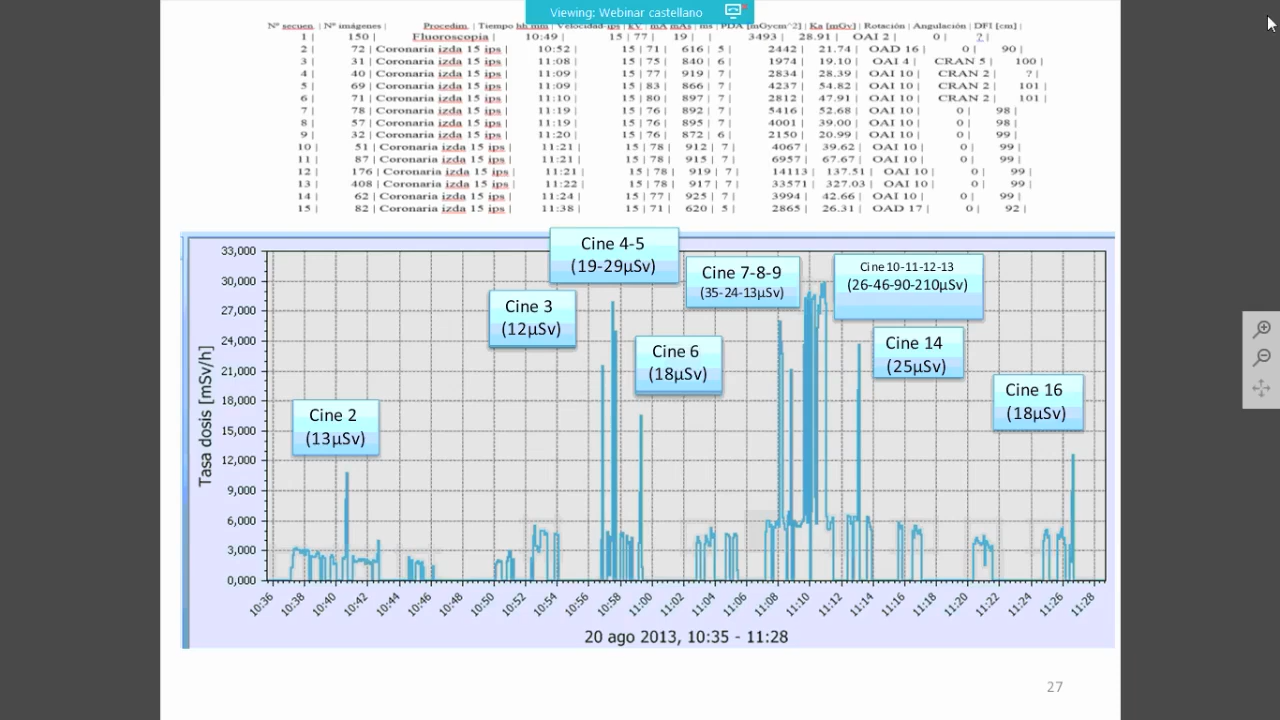 Viewing: Webinar castellano
Nº secuen. | Nº imágenes | Procedim. | Tiempo hh:mm | Velocidad ips | kV | mA mAs | ms | PDA [mGycm^2] | Ka [mGy] | Rotación | Angulación | DFI [cm] |
1 | 150 | Fluoroscopia | 10:49 | 15 | 77 | 19 | | 3493 | 28.91 | OAI 2 | 0 | ? |
2 | 72 | Coronaria izda 15 ips | 10:52 | 15 | 71 | 616 | 5 | 2442 | 21.74 | OAD 16 | 0 | 90 |
3 | 31 | Coronaria izda 15 ips | 11:08 | 15 | 75 | 840 | 6 | 1974 | 19.10 | OAI 4 | CRAN 5 | 100 |
4 | 40 | Coronaria izda 15 ips | 11:09 | 15 | 77 | 919 | 7 | 2834 | 28.39 | OAI 10 | CRAN 2 | ? |
5 | 69 | Coronaria izda 15 ips | 11:09 | 15 | 83 | 866 | 7 | 4237 | 54.82 | OAI 10 | CRAN 2 | 101 |
6 | 71 | Coronaria izda 15 ips | 11:10 | 15 | 80 | 897 | 7 | 2812 | 47.91 | OAI 10 | CRAN 2 | 101 |
7 | 78 | Coronaria izda 15 ips | 11:19 | 15 | 76 | 892 | 7 | 5416 | 52.68 | OAI 10 | 0 | 98 |
8 | 57 | Coronaria izda 15 ips | 11:19 | 15 | 76 | 895 | 7 | 4001 | 39.00 | OAI 10 | 0 | 98 |
9 | 32 | Coronaria izda 15 ips | 11:20 | 15 | 76 | 872 | 6 | 2150 | 20.99 | OAI 10 | 0 | 99 |
10 | 51 | Coronaria izda 15 ips | 11:21 | 15 | 78 | 912 | 7 | 4067 | 39.62 | OAI 10 | 0 | 99 |
11 | 87 | Coronaria izda 15 ips | 11:21 | 15 | 78 | 915 | 7 | 6957 | 67.67 | OAI 10 | 0 | 99 |
12 | 176 | Coronaria izda 15 ips | 11:21 | 15 | 78 | 919 | 7 | 14113 | 137.51 | OAI 10 | 0 | 99 |
13 | 408 | Coronaria izda 15 ips | 11:22 | 15 | 78 | 917 | 7 | 33571 | 327.03 | OAI 10 | 0 | 99 |
14 | 62 | Coronaria izda 15 ips | 11:24 | 15 | 77 | 925 | 7 | 3994 | 42.66 | OAI 10 | 0 | 99 |
15 | 82 | Coronaria izda 15 ips | 11:38 | 15 | 71 | 620 | 5 | 2865 | 26.31 | OAD 17 | 0 | 92 |
Cine 4-5
(19-29µSv)
Cine 7-8-9
(35-24-13µSv)
Cine 10-11-12-13
(26-46-90-210µSv)
Cine 3
(12µSv)
Cine 6
(18µSv)
Cine 14
(25µSv)
Cine 16
(18µSv)
Cine 2
(13µSv)
Tasa dosis [mSv/h]
33,000
30,000
27,000
24,000
21,000
18,000
15,000
12,000
9,000
6,000
3,000
0,000
10:36 10:38 10:40 10:42 10:44 10:46 10:48 10:50 10:52 10:54 10:56 10:58 11:00 11:02 11:04 11:06 11:08 11:10 11:12 11:14 11:16 11:18 11:20 11:22 11:24 11:26 11:28
20 ago 2013, 10:35 - 11:28
27